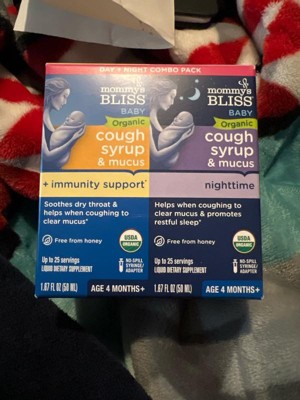 DAY + NIGHT COMBO PACK
mommy's
BLISS
BABY
Organic
cough
syrup
& mucus
+ immunity support*
Soothes dry throat &
helps when coughing to
clear mucus*
Free from honey
USDA
ORGANIC
Up to 25 servings
LIQUID DIETARY SUPPLEMENT
NO-SPILL
SYRINGE/
ADAPTER
1.67 FL OZ (50 mL)
AGE 4 MONTHS+
mommy's
BLISS
BABY
Organic
cough
syrup
& mucus
nighttime
Helps when coughing to
clear mucus & promotes
restful sleep*
Free from honey
USDA
ORGANIC
Up to 25 servings
LIQUID DIETARY SUPPLEMENT
NO-SPILL
SYRINGE/
ADAPTER
1.67 FL OZ (50 mL)
AGE 4 MONTHS+